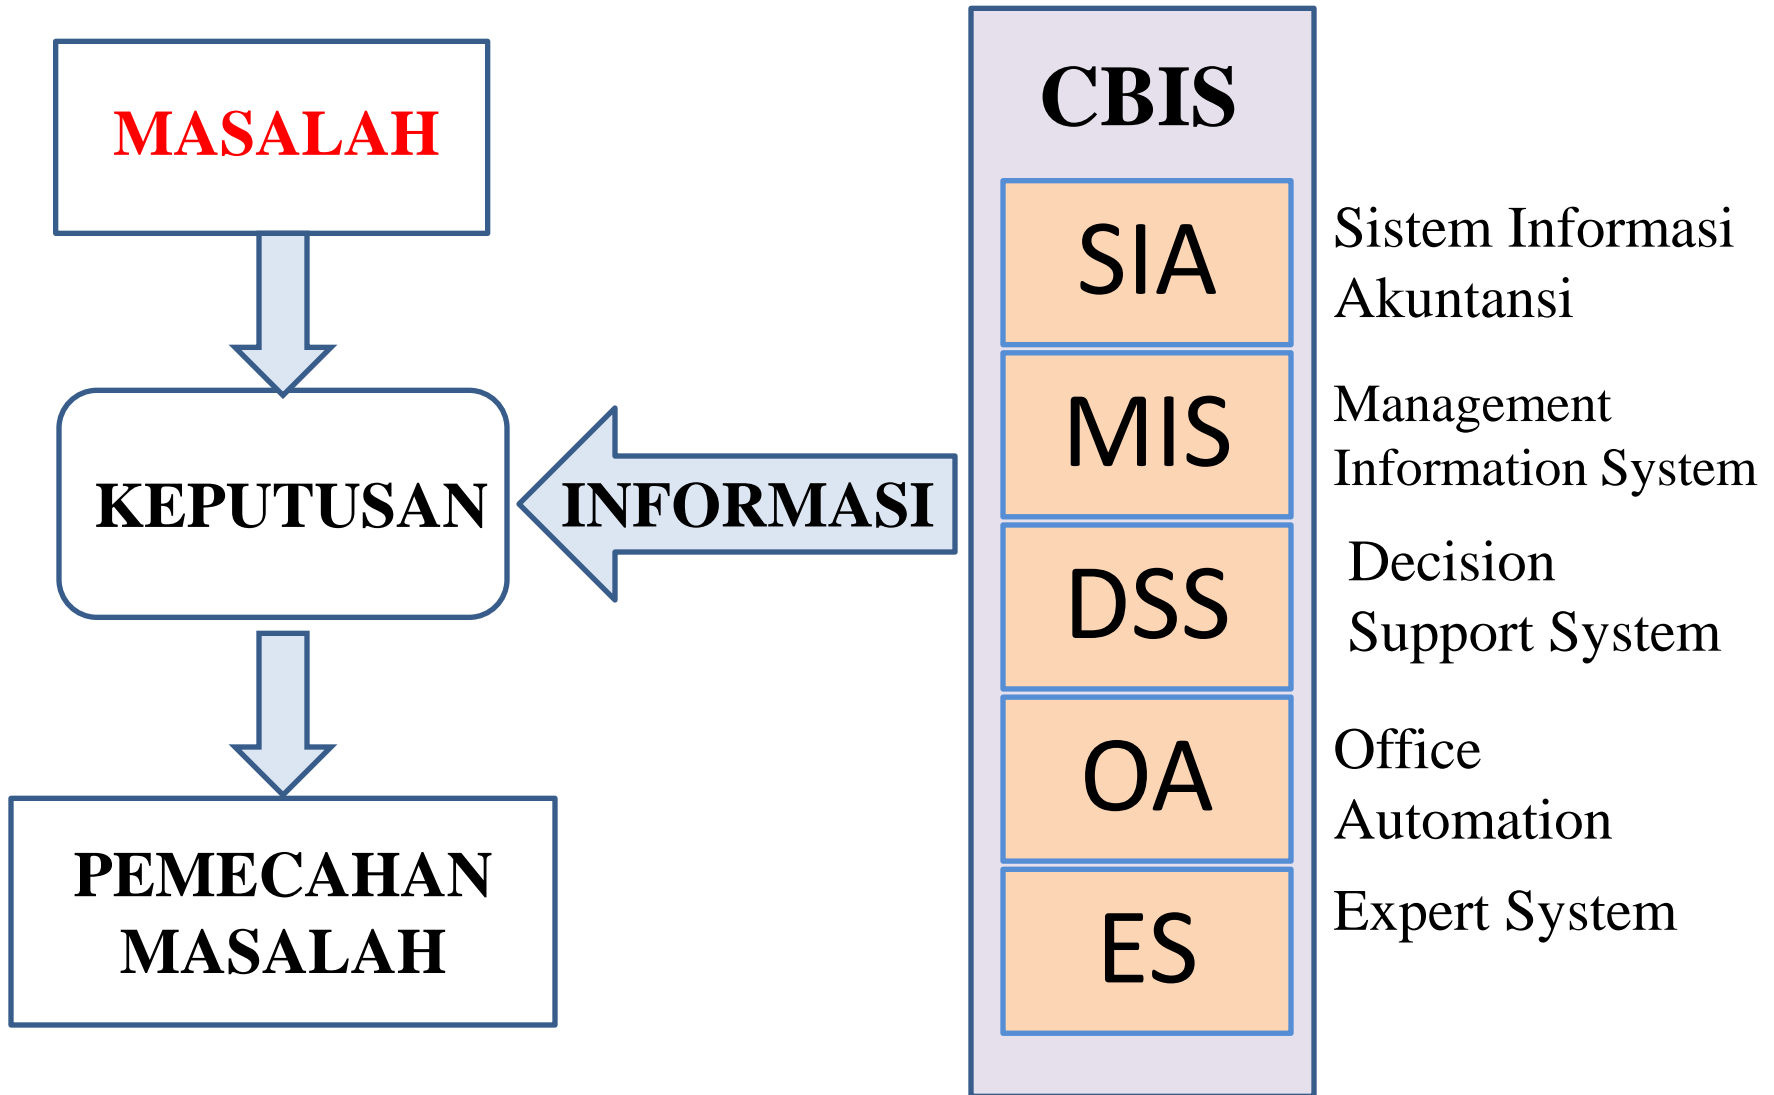 MASALAH
KEPUTUSAN
PEMECAHAN
MASALAH
INFORMASI
CBIS
SIA
Sistem Informasi
Akuntansi
MIS
Management
Information System
DSS
Decision
Support System
OA
Office
Automation
ES
Expert System